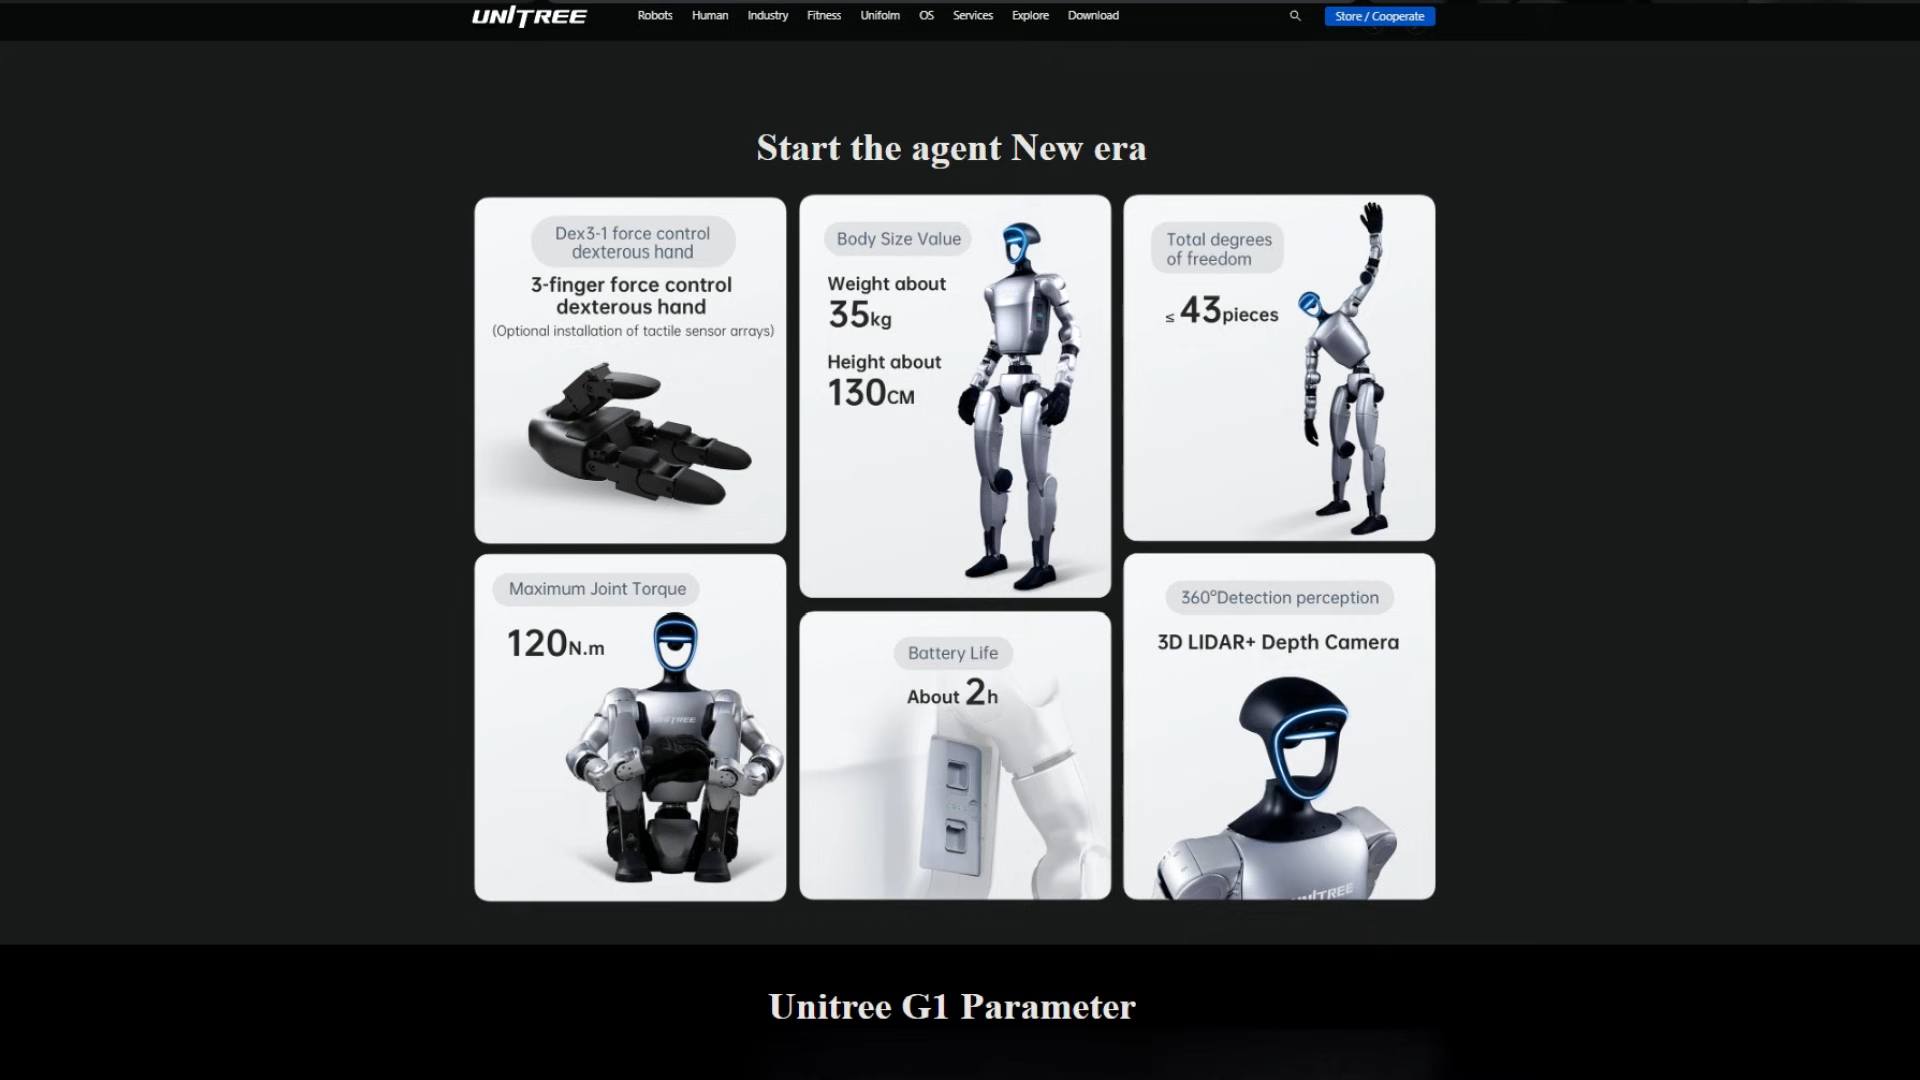 UNITREE
Robots Human Industry Fitness Unifolm OS Services Explore Download
Store / Cooperate
Start the agent New era
Dex3-1 force control
dexterous hand
3-finger force control
dexterous hand
(Optional installation of tactile sensor arrays)
Body Size Value
Weight about
35kg
Height about
130CM
Total degrees
of freedom
≤ 43pieces
Maximum Joint Torque
120N.m
UNITREE
Battery Life
About 2h
360°Detection perception
3D LIDAR+ Depth Camera
UNITREE
Unitree G1 Parameter